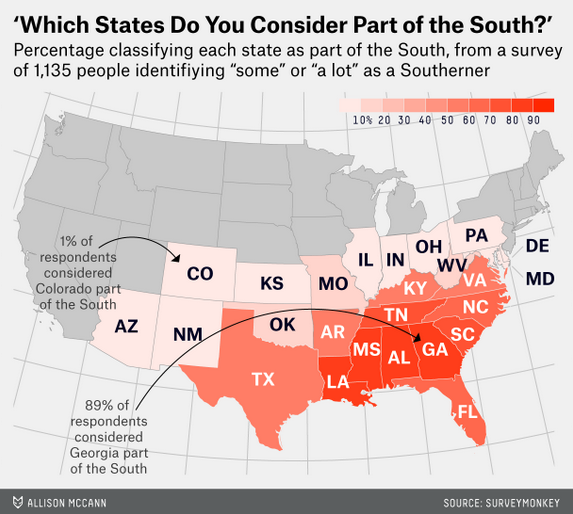 ‘Which States Do You Consider Part of the South?’
Percentage classifying each state as part of the South, from a survey
of 1,135 people identifiying “some” or “a lot” as a Southerner
10% 20 30 40 50 60 70 80 90
1% of
respondents
considered
Colorado part
of the South
CO
KS
MO
IL
IN
OH
PA
WV
VA
DE
MD
KY
AZ
NM
OK
AR
TN
NC
SC
MS
AL
GA
TX
LA
FL
89% of
respondents
considered
Georgia part
of the South
ALLISON MCCANN
SOURCE: SURVEYMONKEY